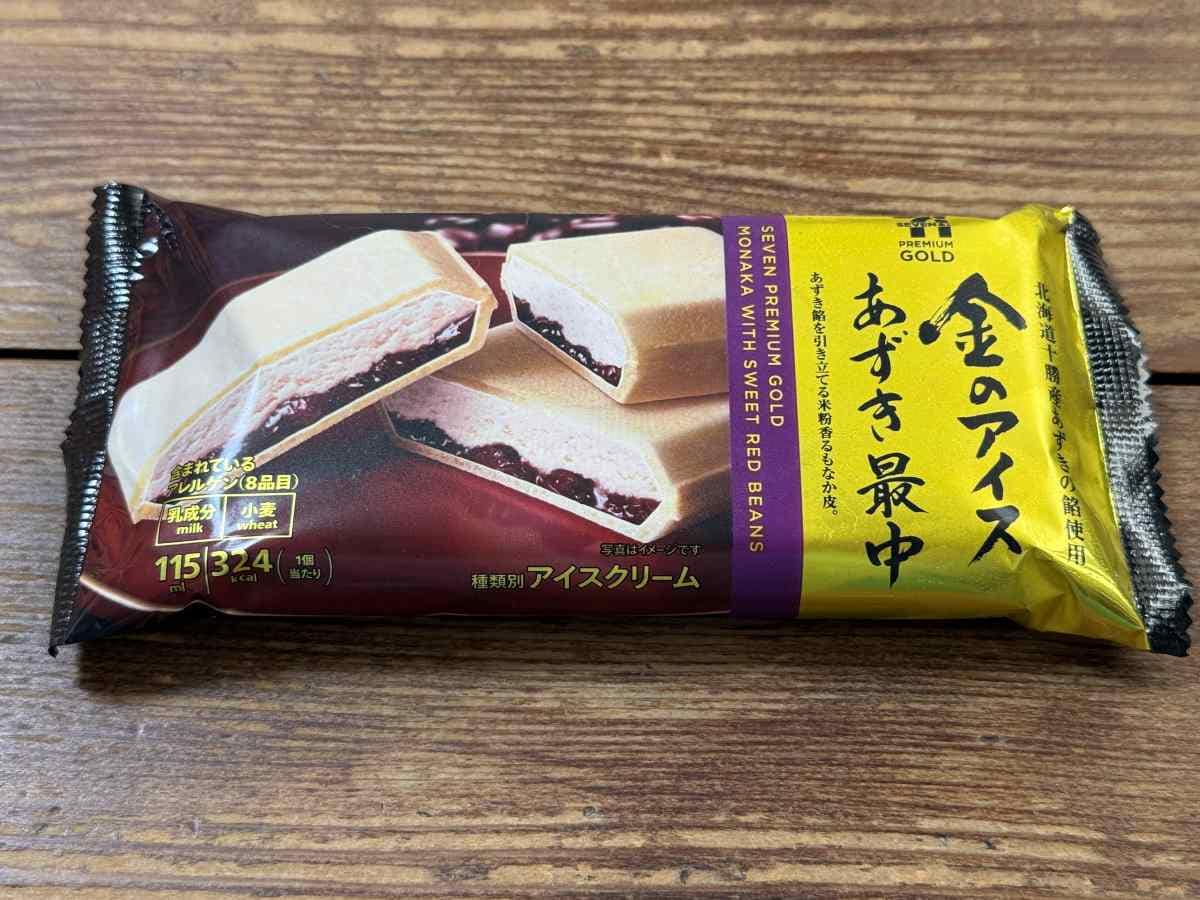 含まれている
アレルゲン(8品目)
乳成分
milk
小麦
wheat
115
ml
324
kcal
(1個
当たり)
写真はイメージです
種類別 アイスクリーム
SEVEN PREMIUM GOLD
MONAKA WITH SWEET RED BEANS
PREMIUM
GOLD
北海道十勝産あずきの餡使用
金のアイス
あずき最中
あずき餡を引き立てる米粉香るもなか皮。